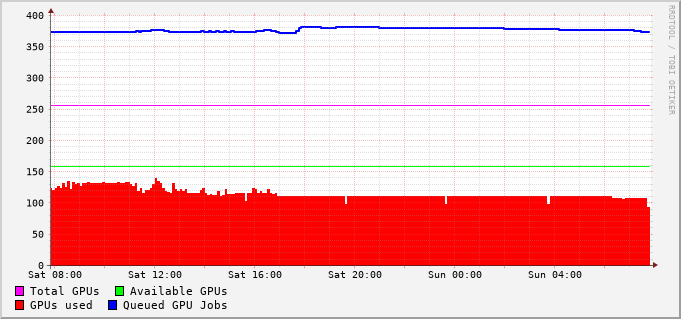 400
350
300
250
200
150
100
50
0
Sat 08:00 Sat 12:00 Sat 16:00 Sat 20:00 Sun 00:00 Sun 04:00
Total GPUs Available GPUs
GPUs used Queued GPU Jobs
RRDTOOL / TOBI OETIKER